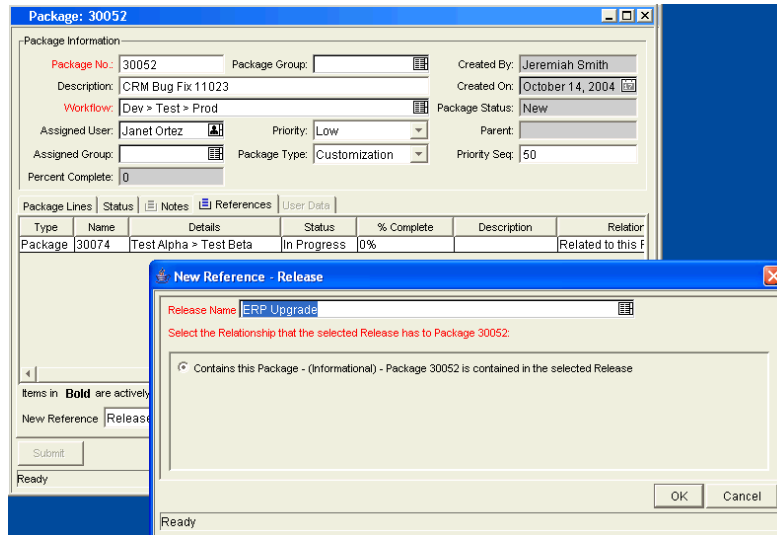 Package: 30052
Package Information
Package No.: 30052 Package Group: Created By: Jeremiah Smith
Description: CRM Bug Fix 11023 Created On: October 14, 2004
Workflow: Dev > Test > Prod Package Status: New
Assigned User: Janet Ortez Priority: Low Parent:
Assigned Group: Package Type: Customization Priority Seq: 50
Percent Complete: 0
Package Lines Status Notes References User Data
Type Name Details Status % Complete Description Relation
Package 30074 Test Alpha > Test Beta In Progress 0% Related to this
New Reference - Release
Release Name ERP Upgrade
Select the Relationship that the selected Release has to Package 30052:
Contains this Package - (Informational) - Package 30052 is contained in the selected Release
Items in Bold are actively
New Reference Release
Submit
Ready
OK Cancel
Ready